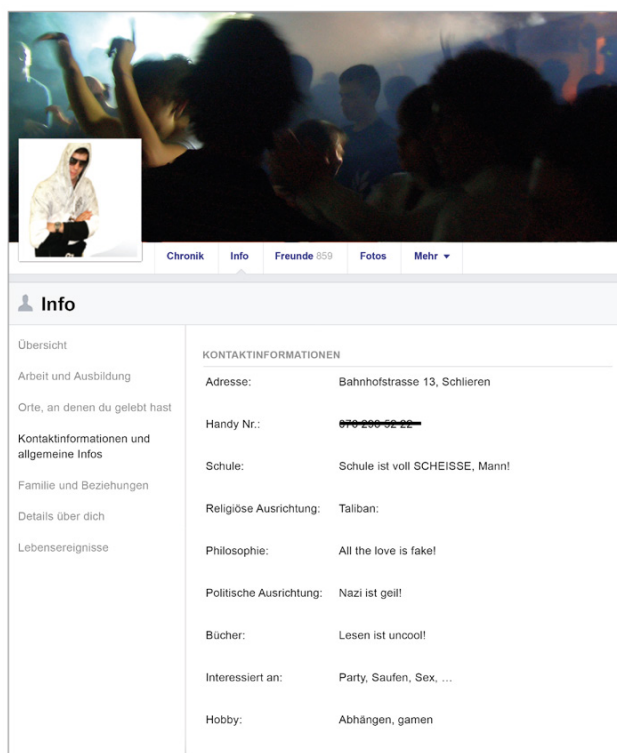 Chronik Info Freunde 859 Fotos Mehr
Info
Übersicht
Arbeit und Ausbildung
Orte, an denen du gelebt hast
Kontaktinformationen und
allgemeine Infos
Familie und Beziehungen
Details über dich
Lebensereignisse
KONTAKTINFORMATIONEN
Adresse: Bahnhofstrasse 13, Schlieren
Handy Nr.:
Schule: Schule ist voll SCHEISSE, Mann!
Religiöse Ausrichtung: Taliban:
Philosophie: All the love is fake!
Politische Ausrichtung: Nazi ist geil!
Bücher: Lesen ist uncool!
Interessiert an: Party, Saufen, Sex, …
Hobby: Abhängen, gamen